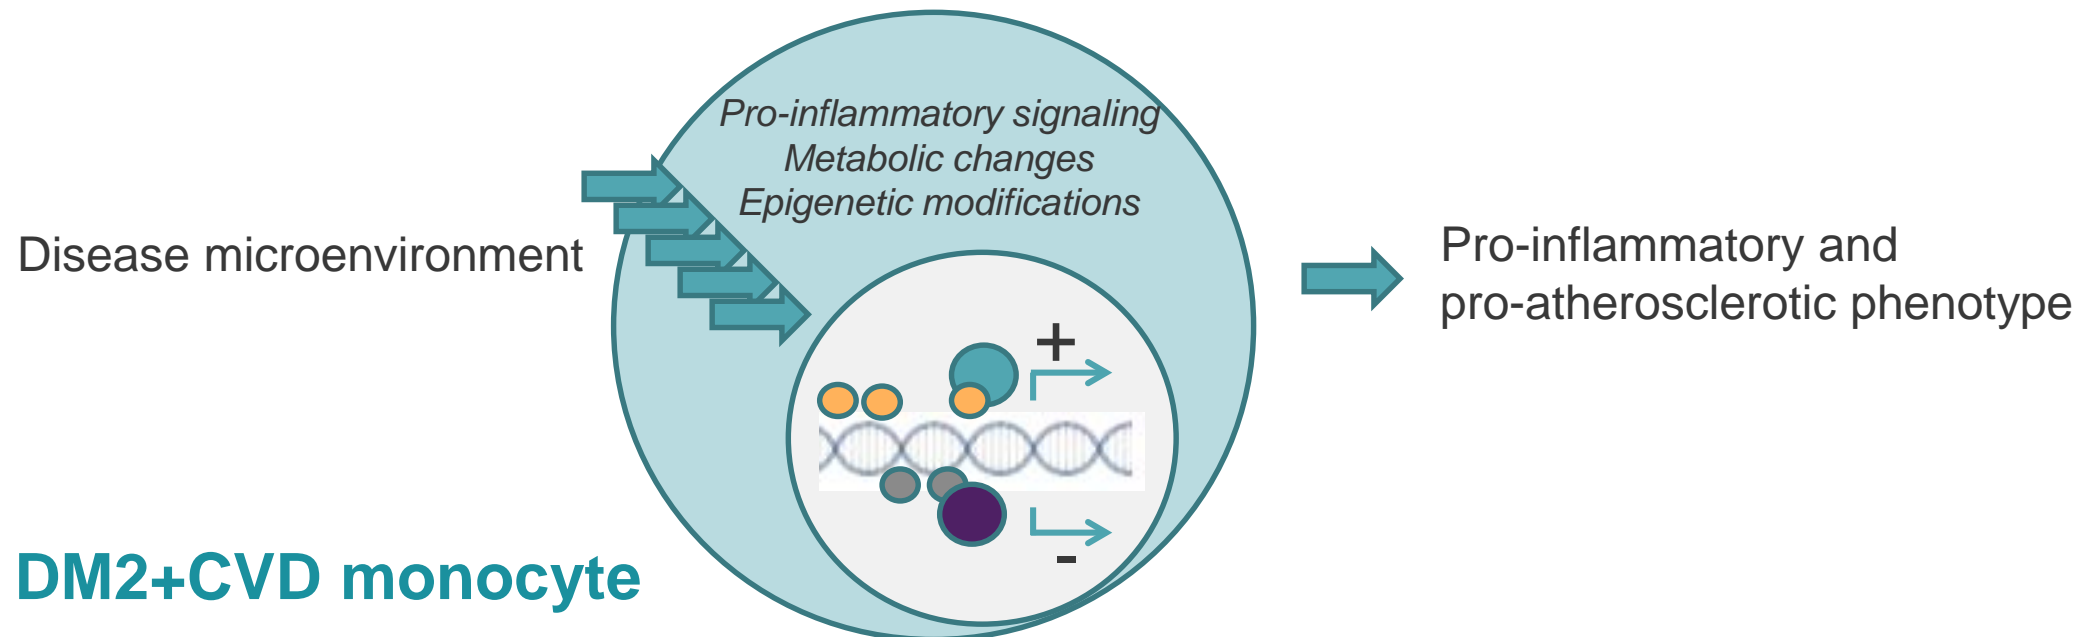 Pro-inflammatory signaling
Metabolic changes
Epigenetic modifications
Disease microenvironment
Pro-inflammatory and
pro-atherosclerotic phenotype
+
-
DM2+CVD monocyte